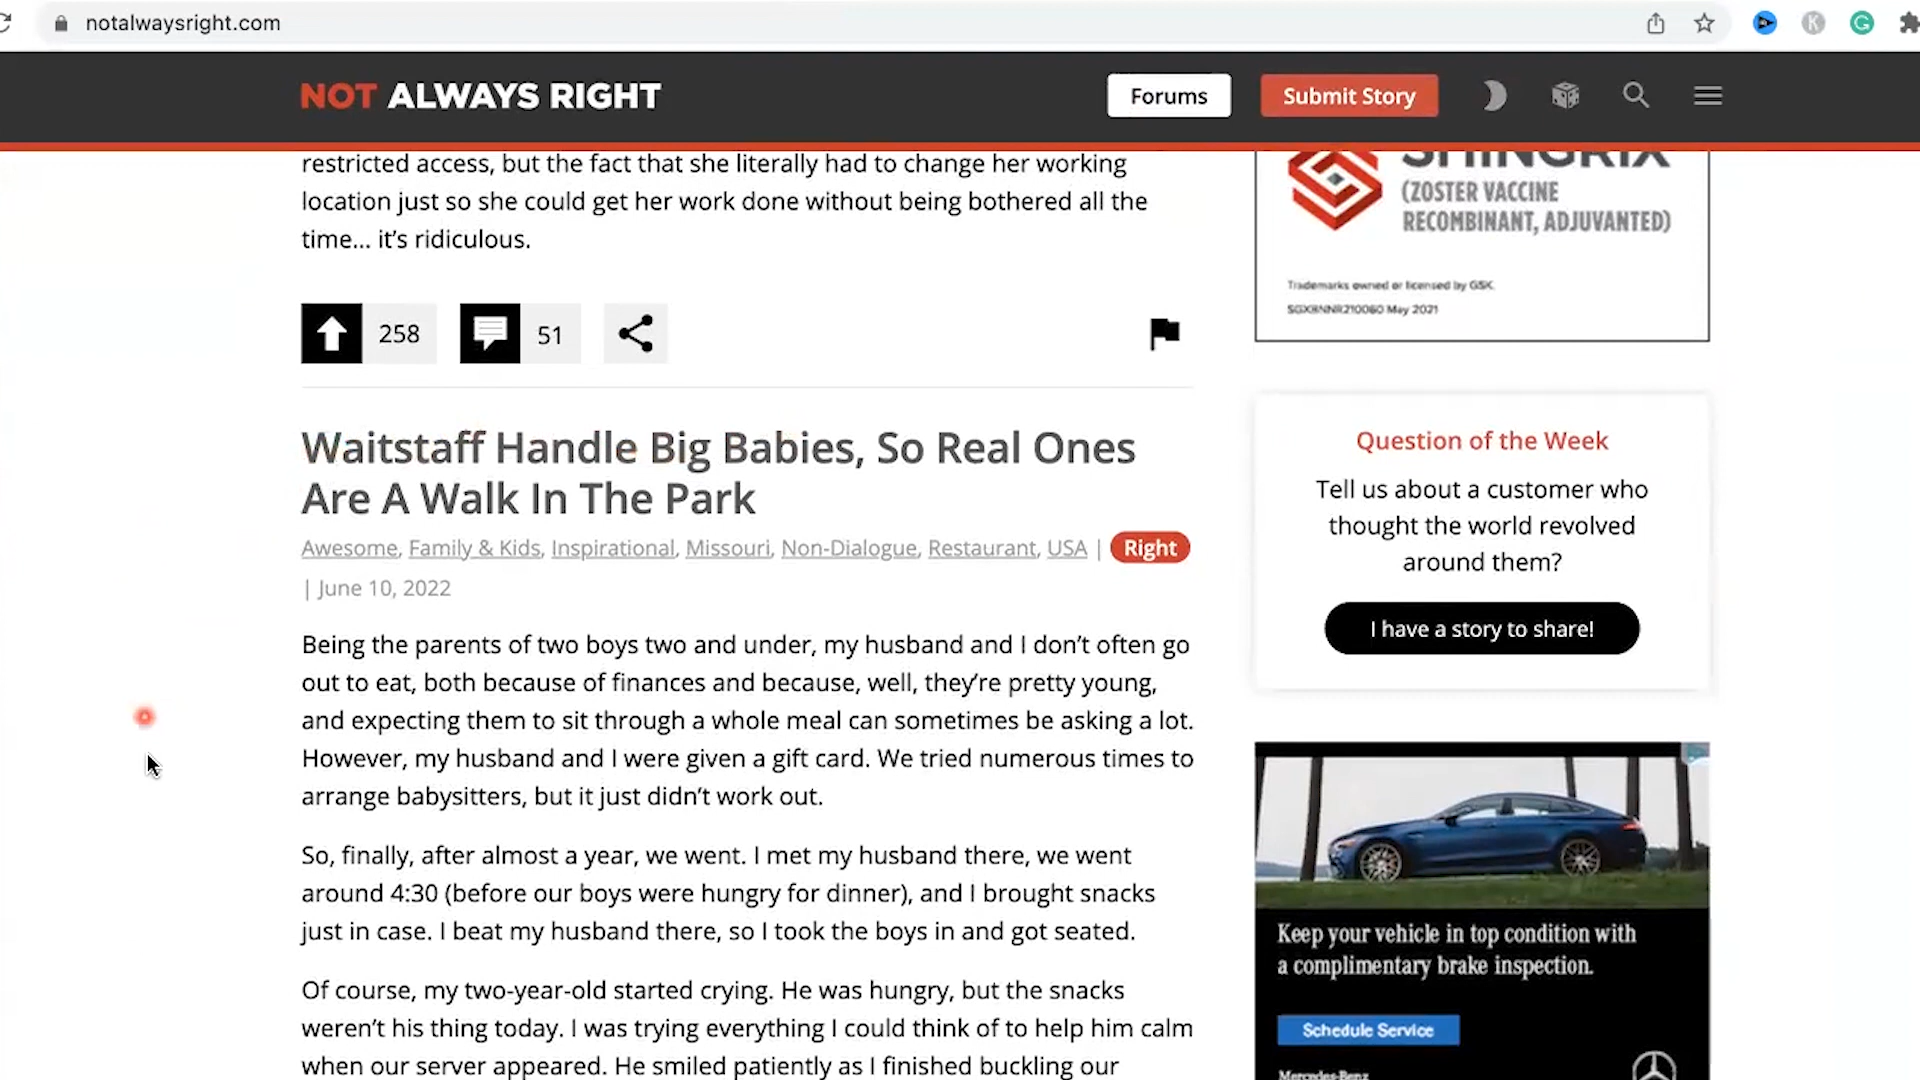 notalwaysright.com
NOT ALWAYS RIGHT
Forums
Submit Story
restricted access, but the fact that she literally had to change her working
location just so she could get her work done without being bothered all the
time... it's ridiculous.
258
51
Waitstaff Handle Big Babies, So Real Ones
Are A Walk In The Park
Awesome, Family & Kids, Inspirational, Missouri, Non-Dialogue, Restaurant, USA | Right
| June 10, 2022
Being the parents of two boys two and under, my husband and I don't often go
out to eat, both because of finances and because, well, they're pretty young,
and expecting them to sit through a whole meal can sometimes be asking a lot.
However, my husband and I were given a gift card. We tried numerous times to
arrange babysitters, but it just didn't work out.
So, finally, after almost a year, we went. I met my husband there, we went
around 4:30 (before our boys were hungry for dinner), and I brought snacks
just in case. I beat my husband there, so I took the boys in and got seated.
Of course, my two-year-old started crying. He was hungry, but the snacks
weren't his thing today. I was trying everything I could think of to help him calm
when our server appeared. He smiled patiently as I finished buckling our
SHINGRIX
(ZOSTER VACCINE
RECOMBINANT, ADJUVANTED)
Trademarks owned or licensed by GSK.
SGXBNNR210060 May 2021
Question of the Week
Tell us about a customer who
thought the world revolved
around them?
I have a story to share!
Keep your vehicle in top condition with
a complimentary brake inspection.
Schedule Service
Mercedes-Benz